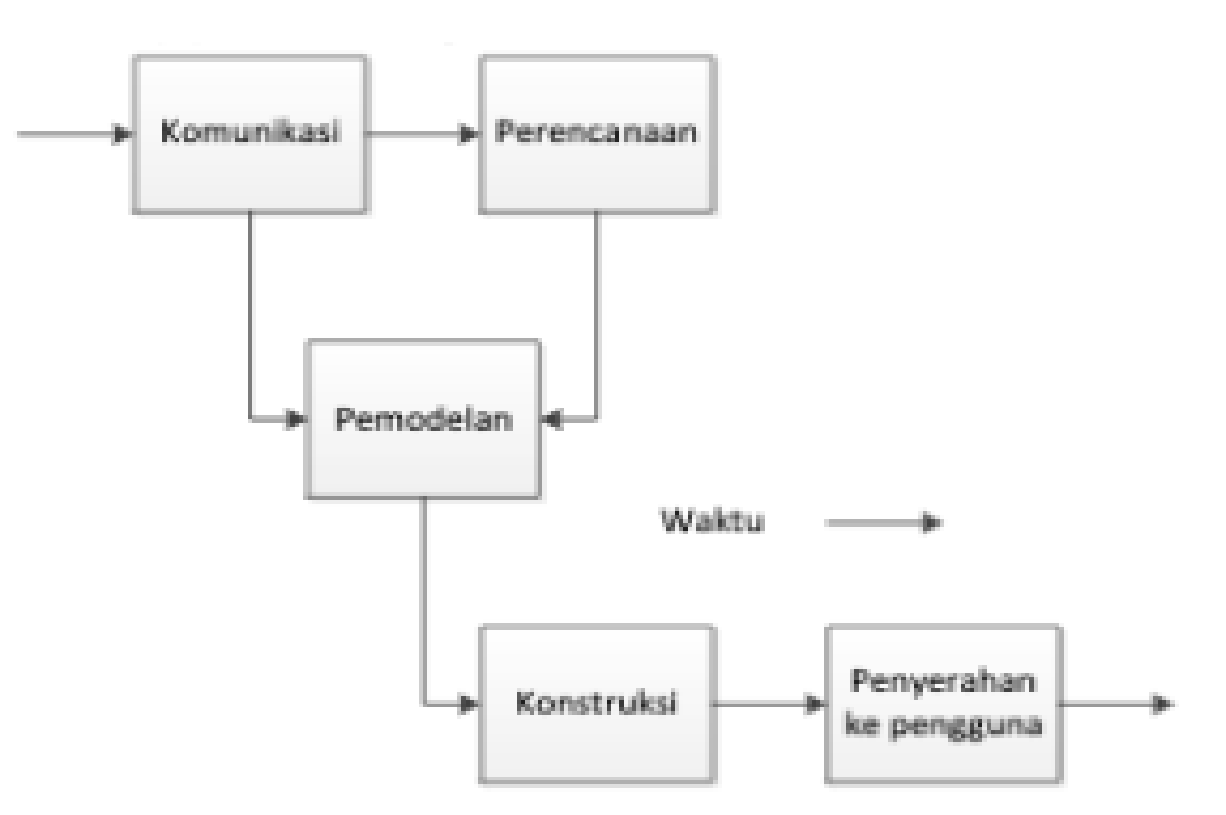 Komunikasi
Perencanaan
Pemodelan
Waktu
Konstruksi
Penyerahan
ke pengguna